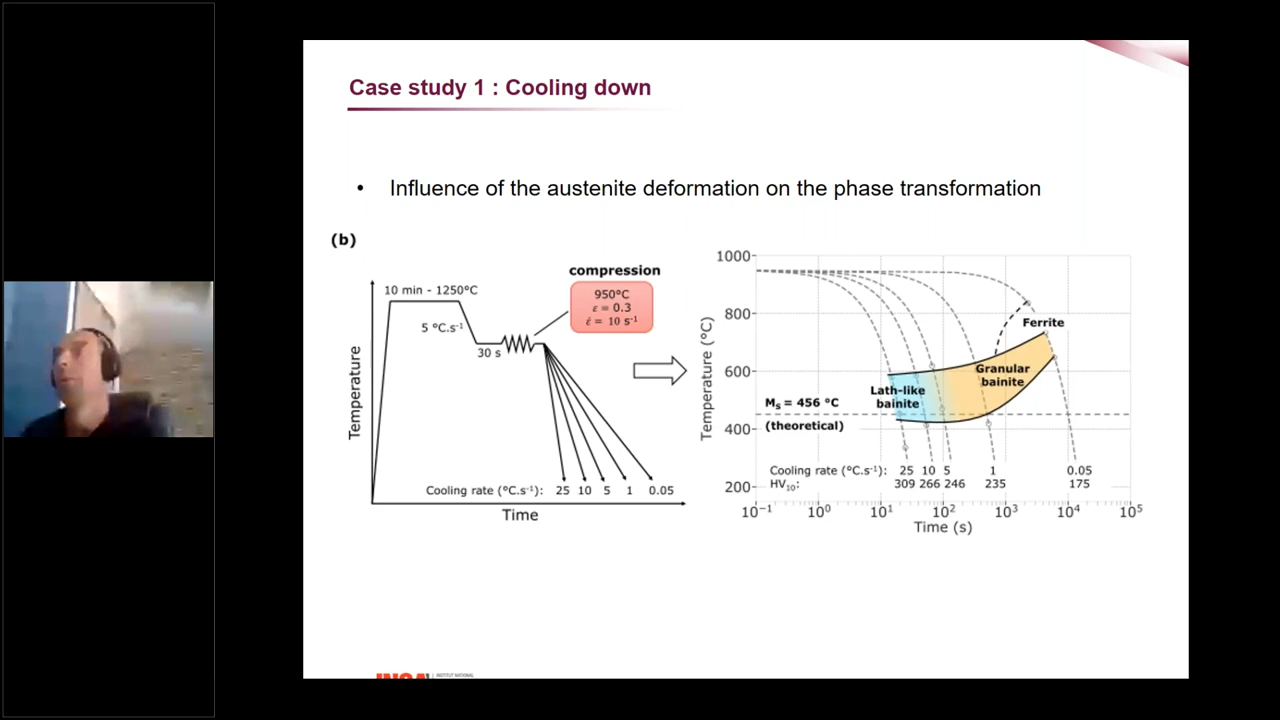 Case study 1 : Cooling down
• Influence of the austenite deformation on the phase transformation
(b)
compression
950°C
ε = 0.3
ε̇ = 10 s⁻¹
10 min - 1250°C
5 °C.s⁻¹
30 s
Temperature
Cooling rate (°C.s⁻¹): 25 10 5 1 0.05
Time
Temperature (°C)
1000
800
600
400
200
Ferrite
Granular
bainite
Lath-like
bainite
Mₛ = 456 °C
(theoretical)
Cooling rate (°C.s⁻¹): 25 10 5 1 0.05
HV₁₀: 309 266 246 235 175
10⁻¹ 10⁰ 10¹ 10² 10³ 10⁴ 10⁵
Time (s)
INSA INSTITUT NATIONAL